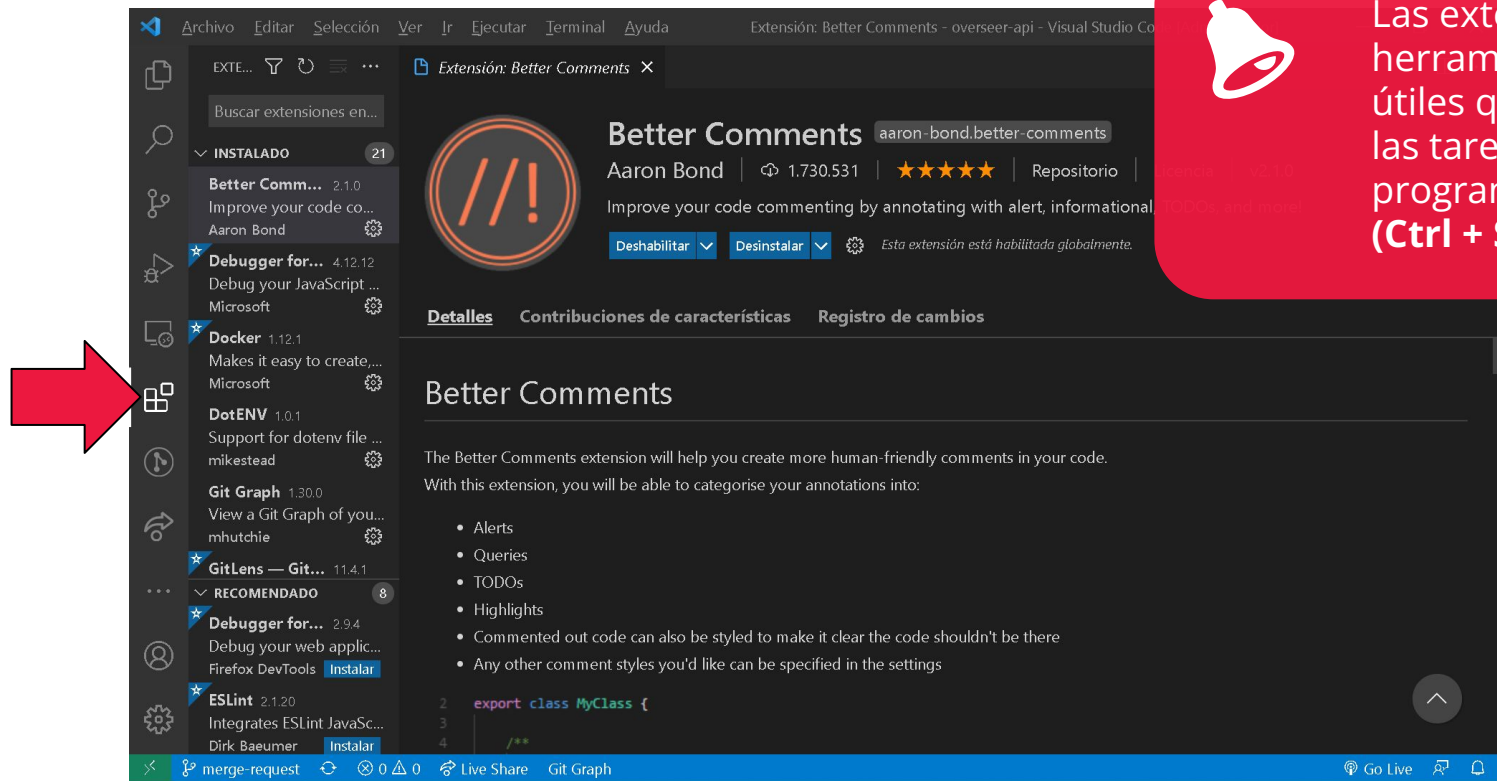 Archivo Editar Selección Ver Ir Ejecutar Terminal Ayuda Extensión: Better Comments - overseer-api - Visual Studio
EXTE...
Buscar extensiones en...
INSTALADO 21
Better Comm... 2.1.0
Improve your code co...
Aaron Bond
Debugger for... 4.12.12
Debug your JavaScript ...
Microsoft
Docker 1.12.1
Makes it easy to create,...
Microsoft
DotENV 1.0.1
Support for dotenv file ...
mikestead
Git Graph 1.30.0
View a Git Graph of you...
mhutchie
GitLens — Git... 11.4.1
RECOMENDADO 8
Debugger for... 2.9.4
Debug your web applic...
Firefox DevTools Instalar
ESLint 2.1.20
Integrates ESLint JavaSc...
Dirk Baeumer Instalar
Extensión: Better Comments
//!
Better Comments aaron-bond.better-comments
Aaron Bond 1.730.531 ★★★★★ Repositorio Licencia v2.1.0
Improve your code commenting by annotating with alert, informational, TODOs, and more!
Deshabilitar Desinstalar Esta extensión está habilitada globalmente.
Detalles Contribuciones de características Registro de cambios
Better Comments
The Better Comments extension will help you create more human-friendly comments in your code.
With this extension, you will be able to categorise your annotations into:
• Alerts
• Queries
• TODOs
• Highlights
• Commented out code can also be styled to make it clear the code shouldn't be there
• Any other comment styles you'd like can be specified in the settings
2 export class MyClass {
3
4 /**
Las
útiles
las
(Ctrl +
merge-request 0 0 Live Share Git Graph Go Live